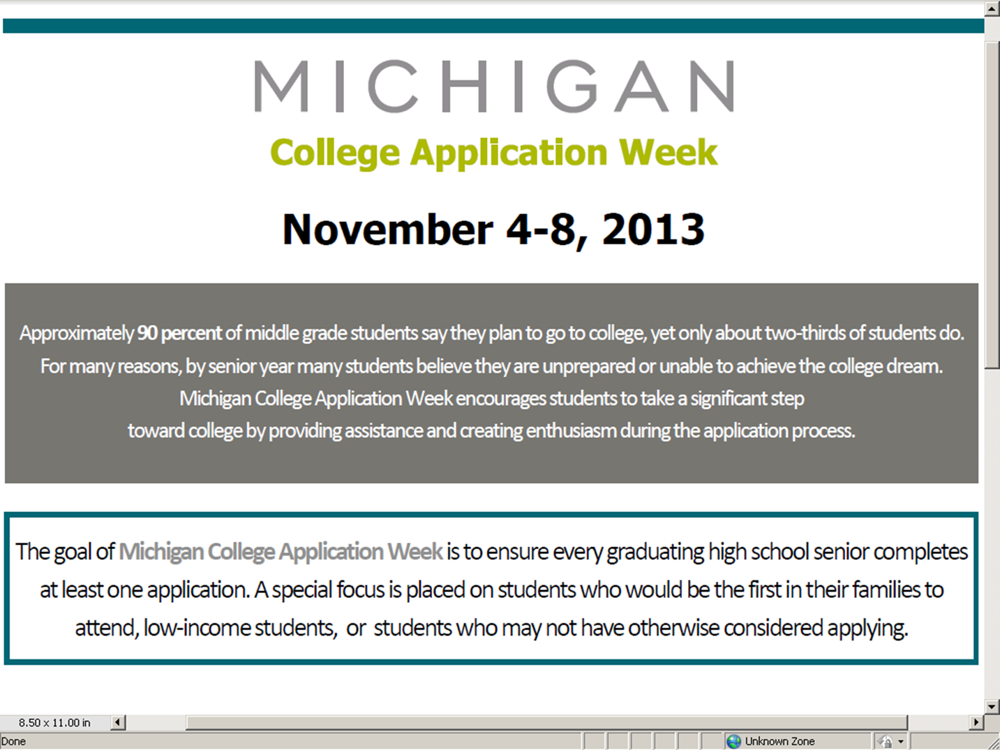 MICHIGAN
College Application Week
November 4-8, 2013
Approximately 90 percent of middle grade students say they plan to go to college, yet only about two-thirds of students do.
For many reasons, by senior year many students believe they are unprepared or unable to achieve the college dream.
Michigan College Application Week encourages students to take a significant step
toward college by providing assistance and creating enthusiasm during the application process.
The goal of Michigan College Application Week is to ensure every graduating high school senior completes
at least one application. A special focus is placed on students who would be the first in their families to
attend, low-income students, or students who may not have otherwise considered applying.
8.50 x 11.00 in
Done
Unknown Zone